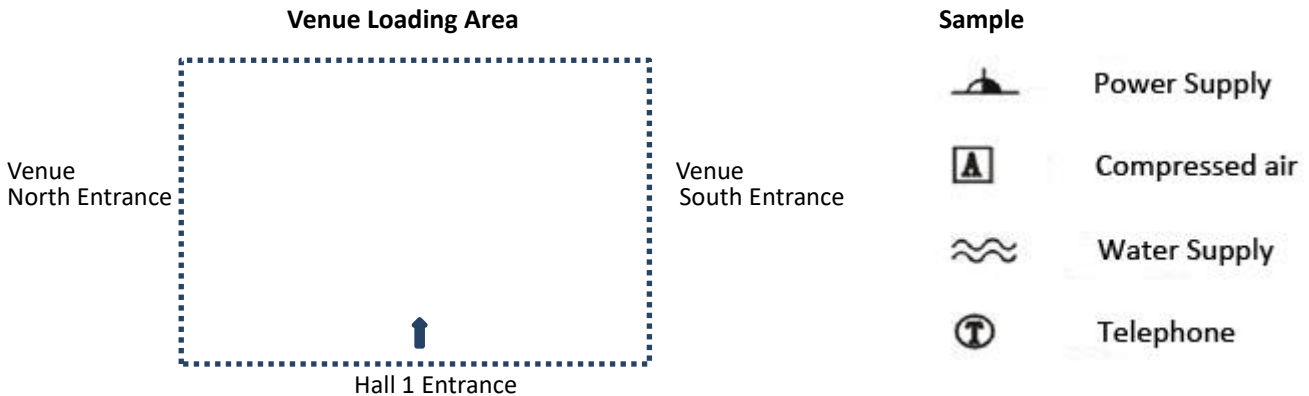 Venue Loading Area
Venue
North Entrance
Venue
South Entrance
Hall 1 Entrance
Sample
Power Supply
A
Compressed air
Water Supply
T
Telephone